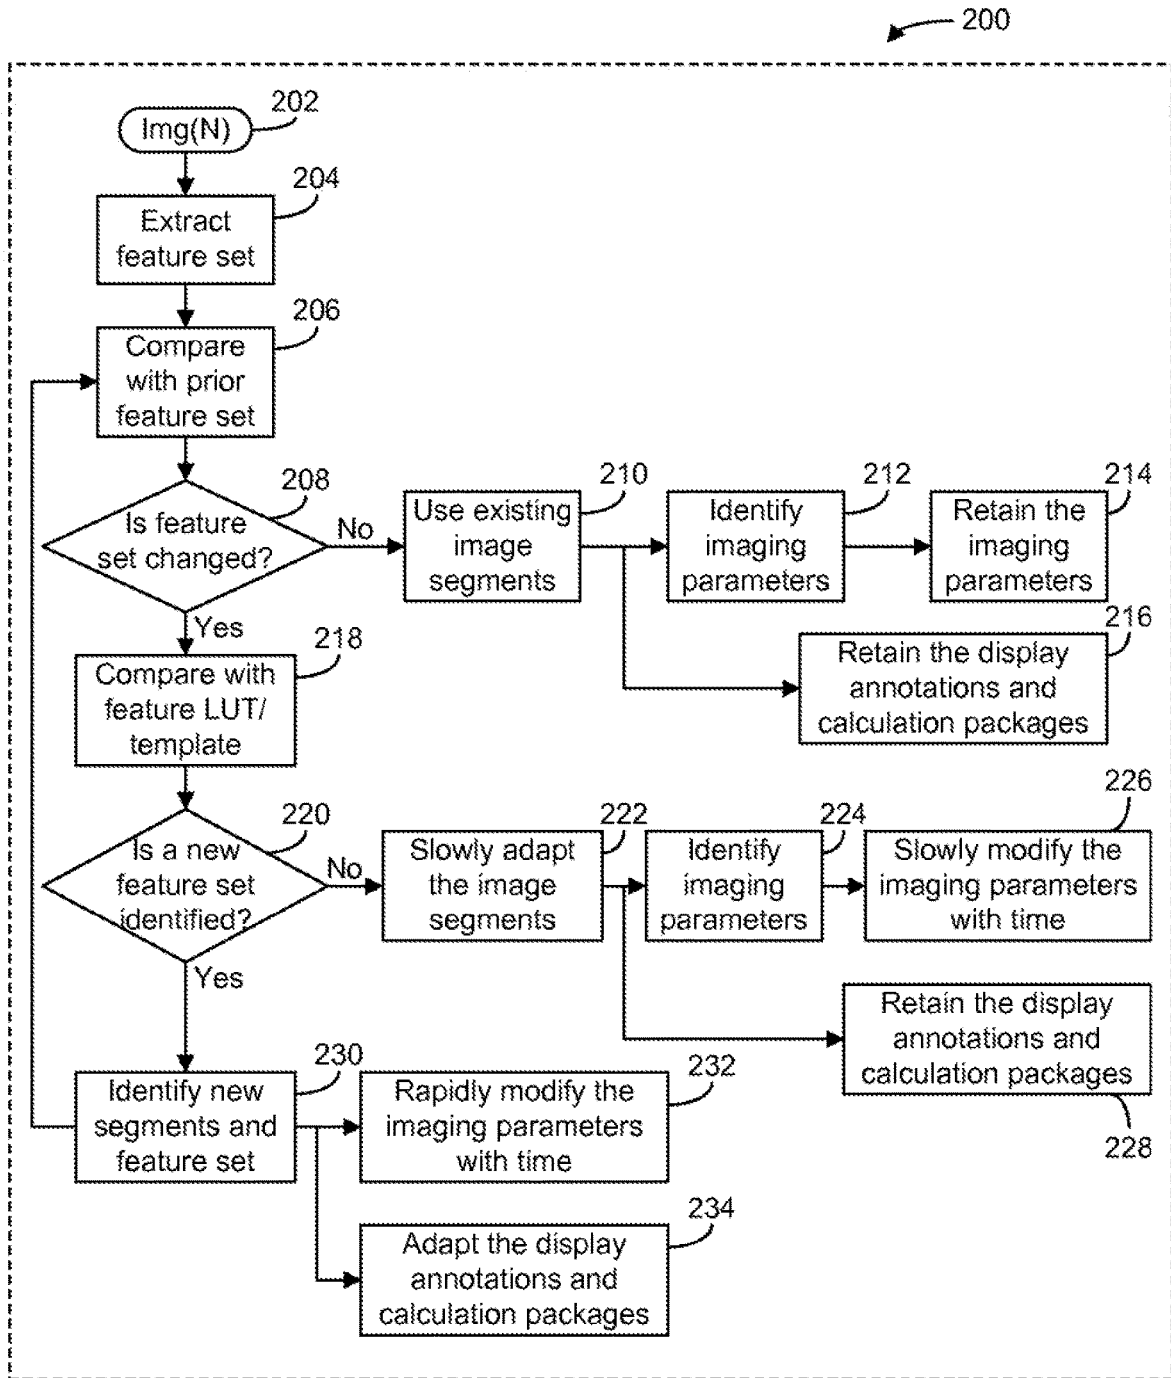 200
202
Img(N)
204
Extract
feature set
206
Compare
with prior
feature set
208
Is feature
set changed?
No
210
Use existing
image
segments
212
Identify
imaging
parameters
214
Retain the
imaging
parameters
216
Retain the display
annotations and
calculation packages
Yes
218
Compare with
feature LUT/
template
220
Is a new
feature set
identified?
No
222
Slowly adapt
the image
segments
224
Identify
imaging
parameters
226
Slowly modify the
imaging parameters
with time
Retain the display
annotations and
calculation packages
228
Yes
230
Identify new
segments and
feature set
232
Rapidly modify the
imaging parameters
with time
234
Adapt the display
annotations and
calculation packages